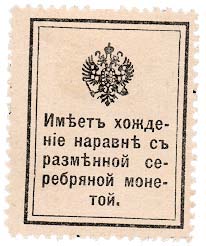 Имѣетъ хожде-
ніе наравнѣ съ
размѣнной се-
ребряной моне-
той.